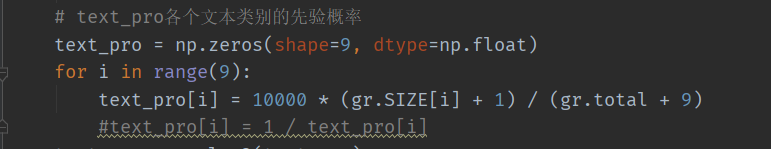 # text_pro各个文本类别的先验概率
text_pro = np.zeros(shape=9, dtype=np.float)
for i in range(9):
    text_pro[i] = 10000 * (gr.SIZE[i] + 1) / (gr.total + 9)
    #text_pro[i] = 1 / text_pro[i]